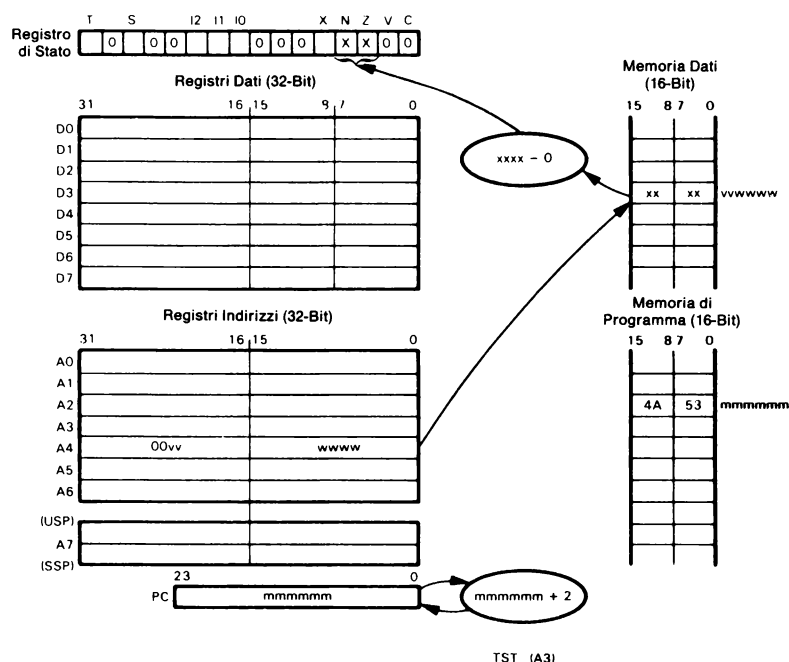 T S I2 I1 I0 X N Z V C
Registro di Stato
0 0 0 0 0 0 X X 0 0
Registri Dati (32-Bit)
31 16 15 8 7 0
D0
D1
D2
D3
D4
D5
D6
D7
xxxx – 0
Memoria Dati (16-Bit)
15 8 7 0
xx xx vvwwww
Registri Indirizzi (32-Bit)
31 16 15 0
A0
A1
A2
A3
A4 00vv wwww
A5
A6
(USP)
A7
(SSP)
Memoria di Programma (16-Bit)
15 8 7 0
4A 53 mmmmmm
23 0
PC mmmmmm
mmmmmm + 2
TST (A3)